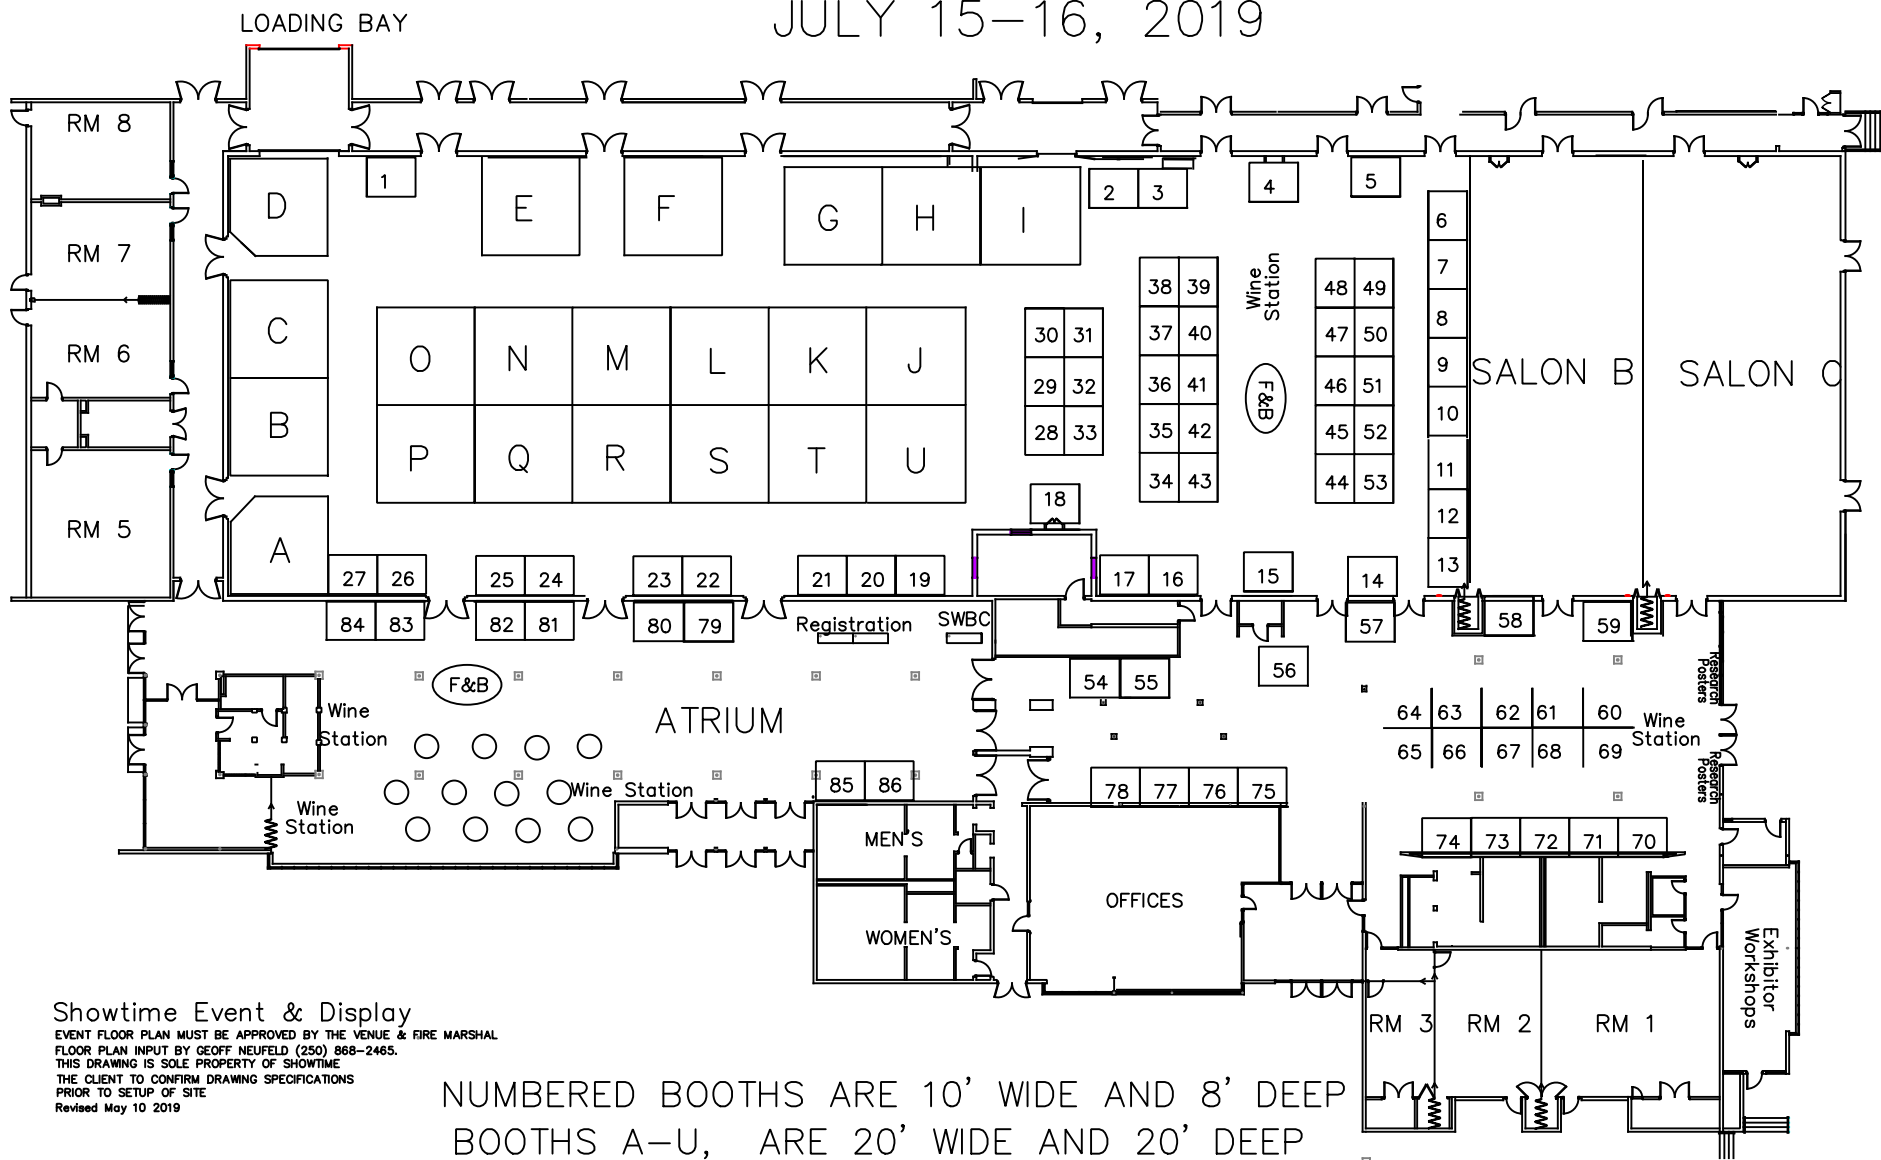 JULY 15-16, 2019
LOADING BAY
RM 8
RM 7
RM 6
RM 5
D
C
B
A
1
E
F
G H I
2 3
4
5
6
7
8
9
10
11
12
13
O N M L K J
P Q R S T U
30 31
29 32
28 33
38 39
37 40
36 41
35 42
34 43
Wine
Station
F&B
48 49
47 50
46 51
45 52
44 53
SALON B
SALON C
18
27 26
25 24
23 22
21 20 19
17 16
15
14
84 83
82 81
80 79
Registration
SWBC
57
58
59
56
54 55
F&B
Wine
Station
ATRIUM
Wine Station
Wine
Station
85 86
MEN'S
WOMEN'S
78 77 76 75
OFFICES
64 63 62 61 60
65 66 67 68 69
Wine
Station
Research
Posters
Research
Posters
74 73 72 71 70
RM 3
RM 2
RM 1
Exhibitor
Workshops
Showtime Event & Display
EVENT FLOOR PLAN MUST BE APPROVED BY THE VENUE & FIRE MARSHAL
FLOOR PLAN INPUT BY GEOFF NEUFELD (250) 868-2465.
THIS DRAWING IS SOLE PROPERTY OF SHOWTIME
THE CLIENT TO CONFIRM DRAWING SPECIFICATIONS
PRIOR TO SETUP OF SITE
Revised May 10 2019
NUMBERED BOOTHS ARE 10' WIDE AND 8' DEEP
BOOTHS A-U, ARE 20' WIDE AND 20' DEEP